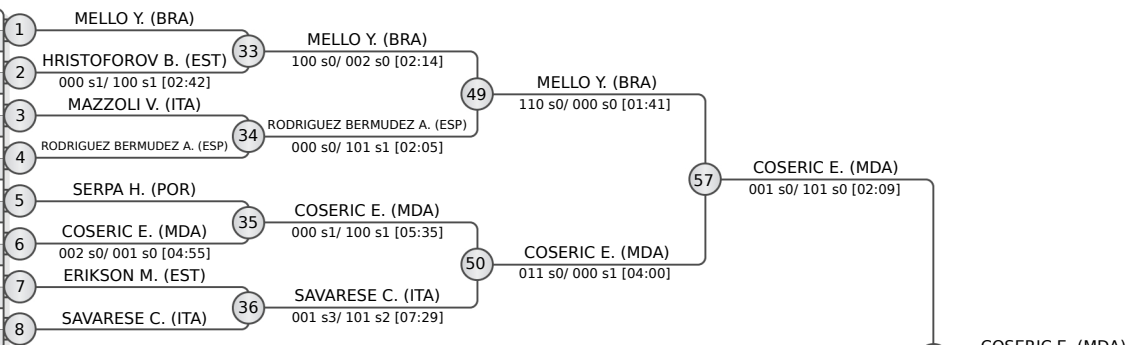 1
MELLO Y. (BRA)
33
MELLO Y. (BRA)
100 s0/ 002 s0 [02:14]
2
HRISTOFOROV B. (EST)
000 s1/ 100 s1 [02:42]
49
MELLO Y. (BRA)
110 s0/ 000 s0 [01:41]
3
MAZZOLI V. (ITA)
34
RODRIGUEZ BERMUDEZ A. (ESP)
000 s0/ 101 s1 [02:05]
4
RODRIGUEZ BERMUDEZ A. (ESP)
57
COSERIC E. (MDA)
001 s0/ 101 s0 [02:09]
5
SERPA H. (POR)
35
COSERIC E. (MDA)
000 s1/ 100 s1 [05:35]
6
COSERIC E. (MDA)
002 s0/ 001 s0 [04:55]
50
COSERIC E. (MDA)
011 s0/ 000 s1 [04:00]
7
ERIKSON M. (EST)
36
SAVARESE C. (ITA)
001 s3/ 101 s2 [07:29]
8
SAVARESE C. (ITA)
COSERIC E. (MDA)